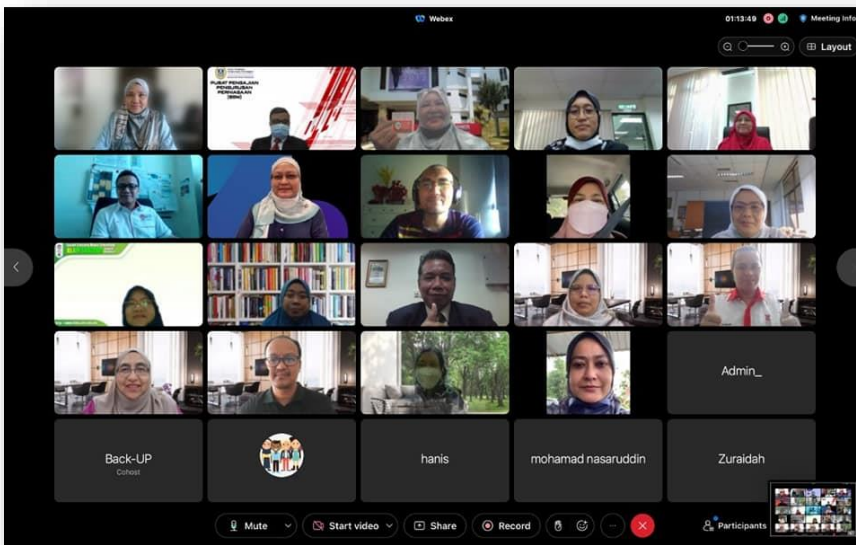 Webex
01:13:49
Meeting Info
Layout
PUSAT PENGAJIAN
PENGURUSAN
PERNIAGAAN
Admin_
Back-UP
Cohost
hanis
mohamad nasaruddin
Zuraidah
Mute
Start video
Share
Record
Participants